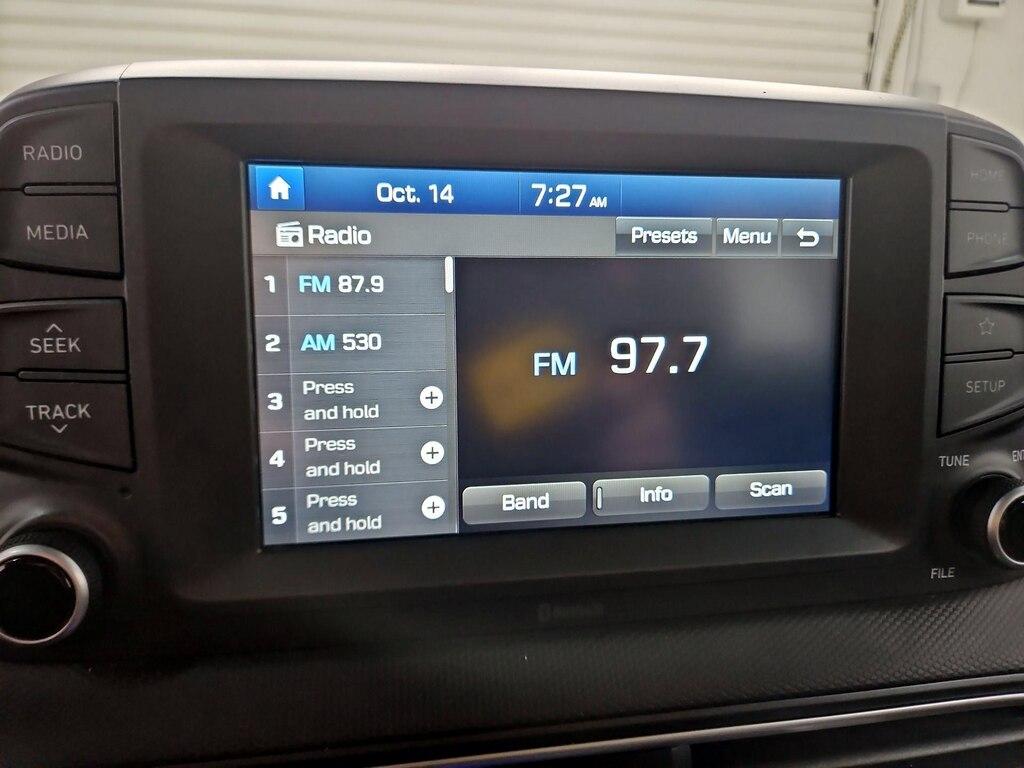 RADIO
MEDIA
SEEK
TRACK
Oct. 14 7:27 AM
Radio Presets Menu
1 FM 87.9
2 AM 530
3 Press
and hold
4 Press
and hold
5 Press
and hold
FM 97.7
Band Info Scan
HOME
PHONE
SETUP
TUNE
FILE